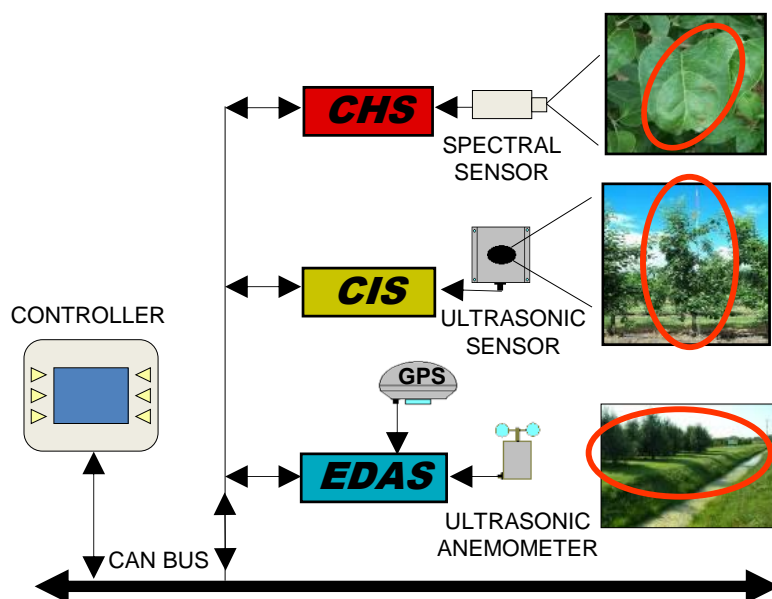 CHS
SPECTRAL
SENSOR
CIS
ULTRASONIC
SENSOR
CONTROLLER
GPS
EDAS
ULTRASONIC
ANEMOMETER
CAN BUS